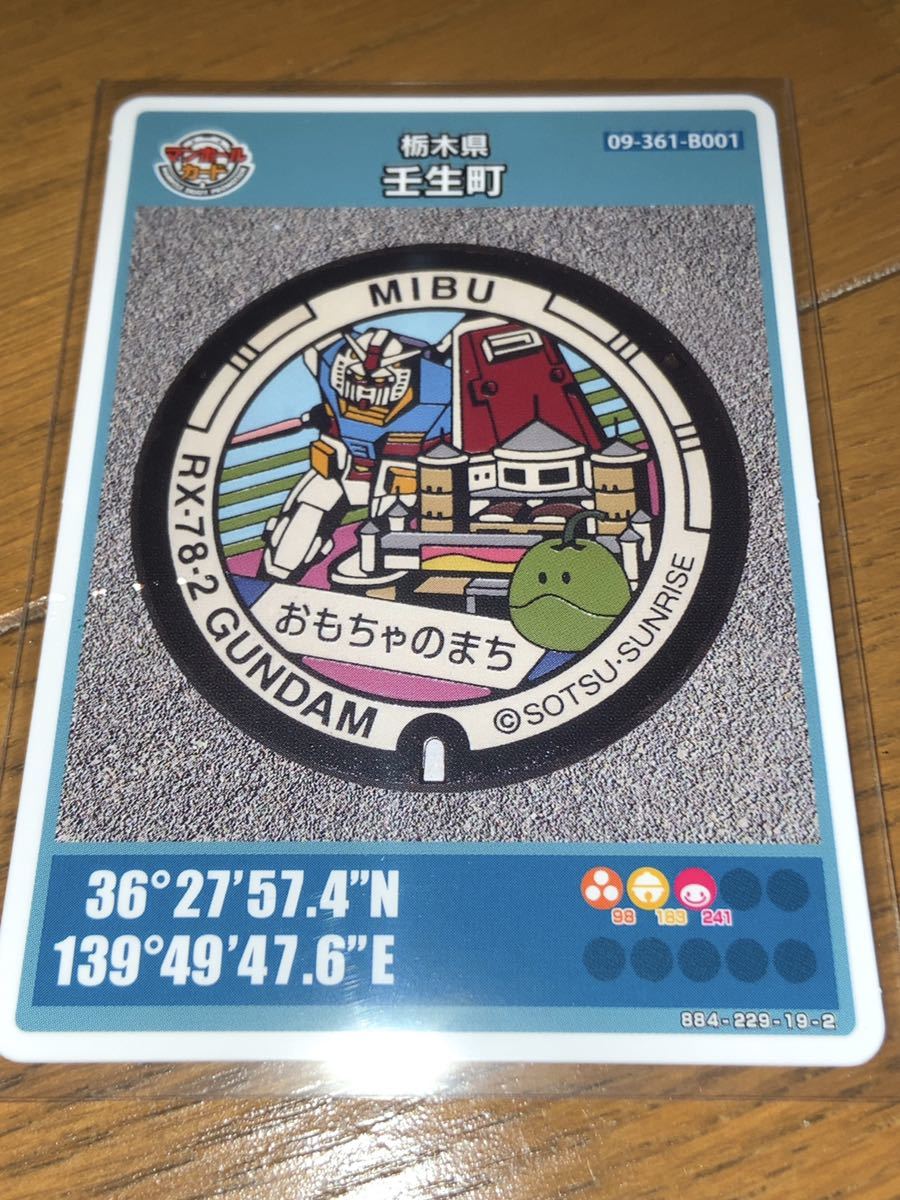 マンホール
カード
栃木県
壬生町
09-361-B001
MIBU
RX-78-2 GUNDAM
おもちゃのまち
©SOTSU・SUNRISE
36°27'57.4"N
139°49'47.6"E
98
183
241
884-229-19-2